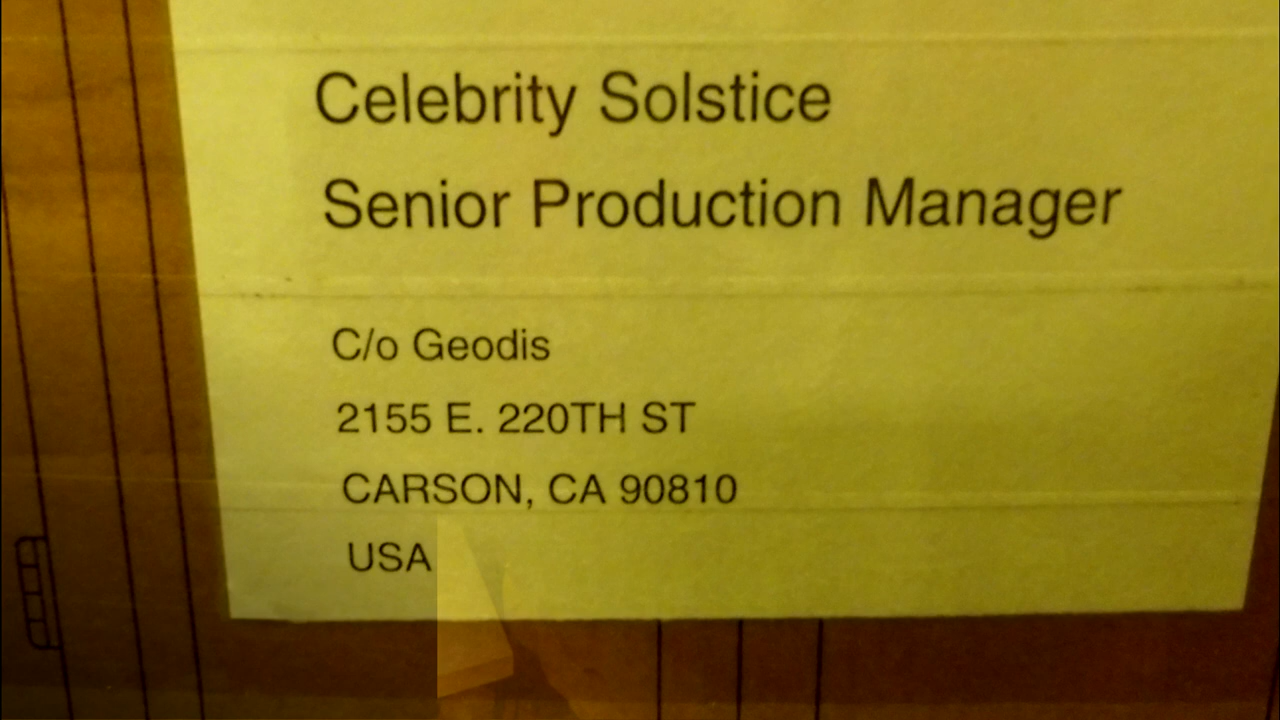 Celebrity Solstice
Senior Production Manager
C/o Geodis
2155 E. 220TH ST
CARSON, CA 90810
USA